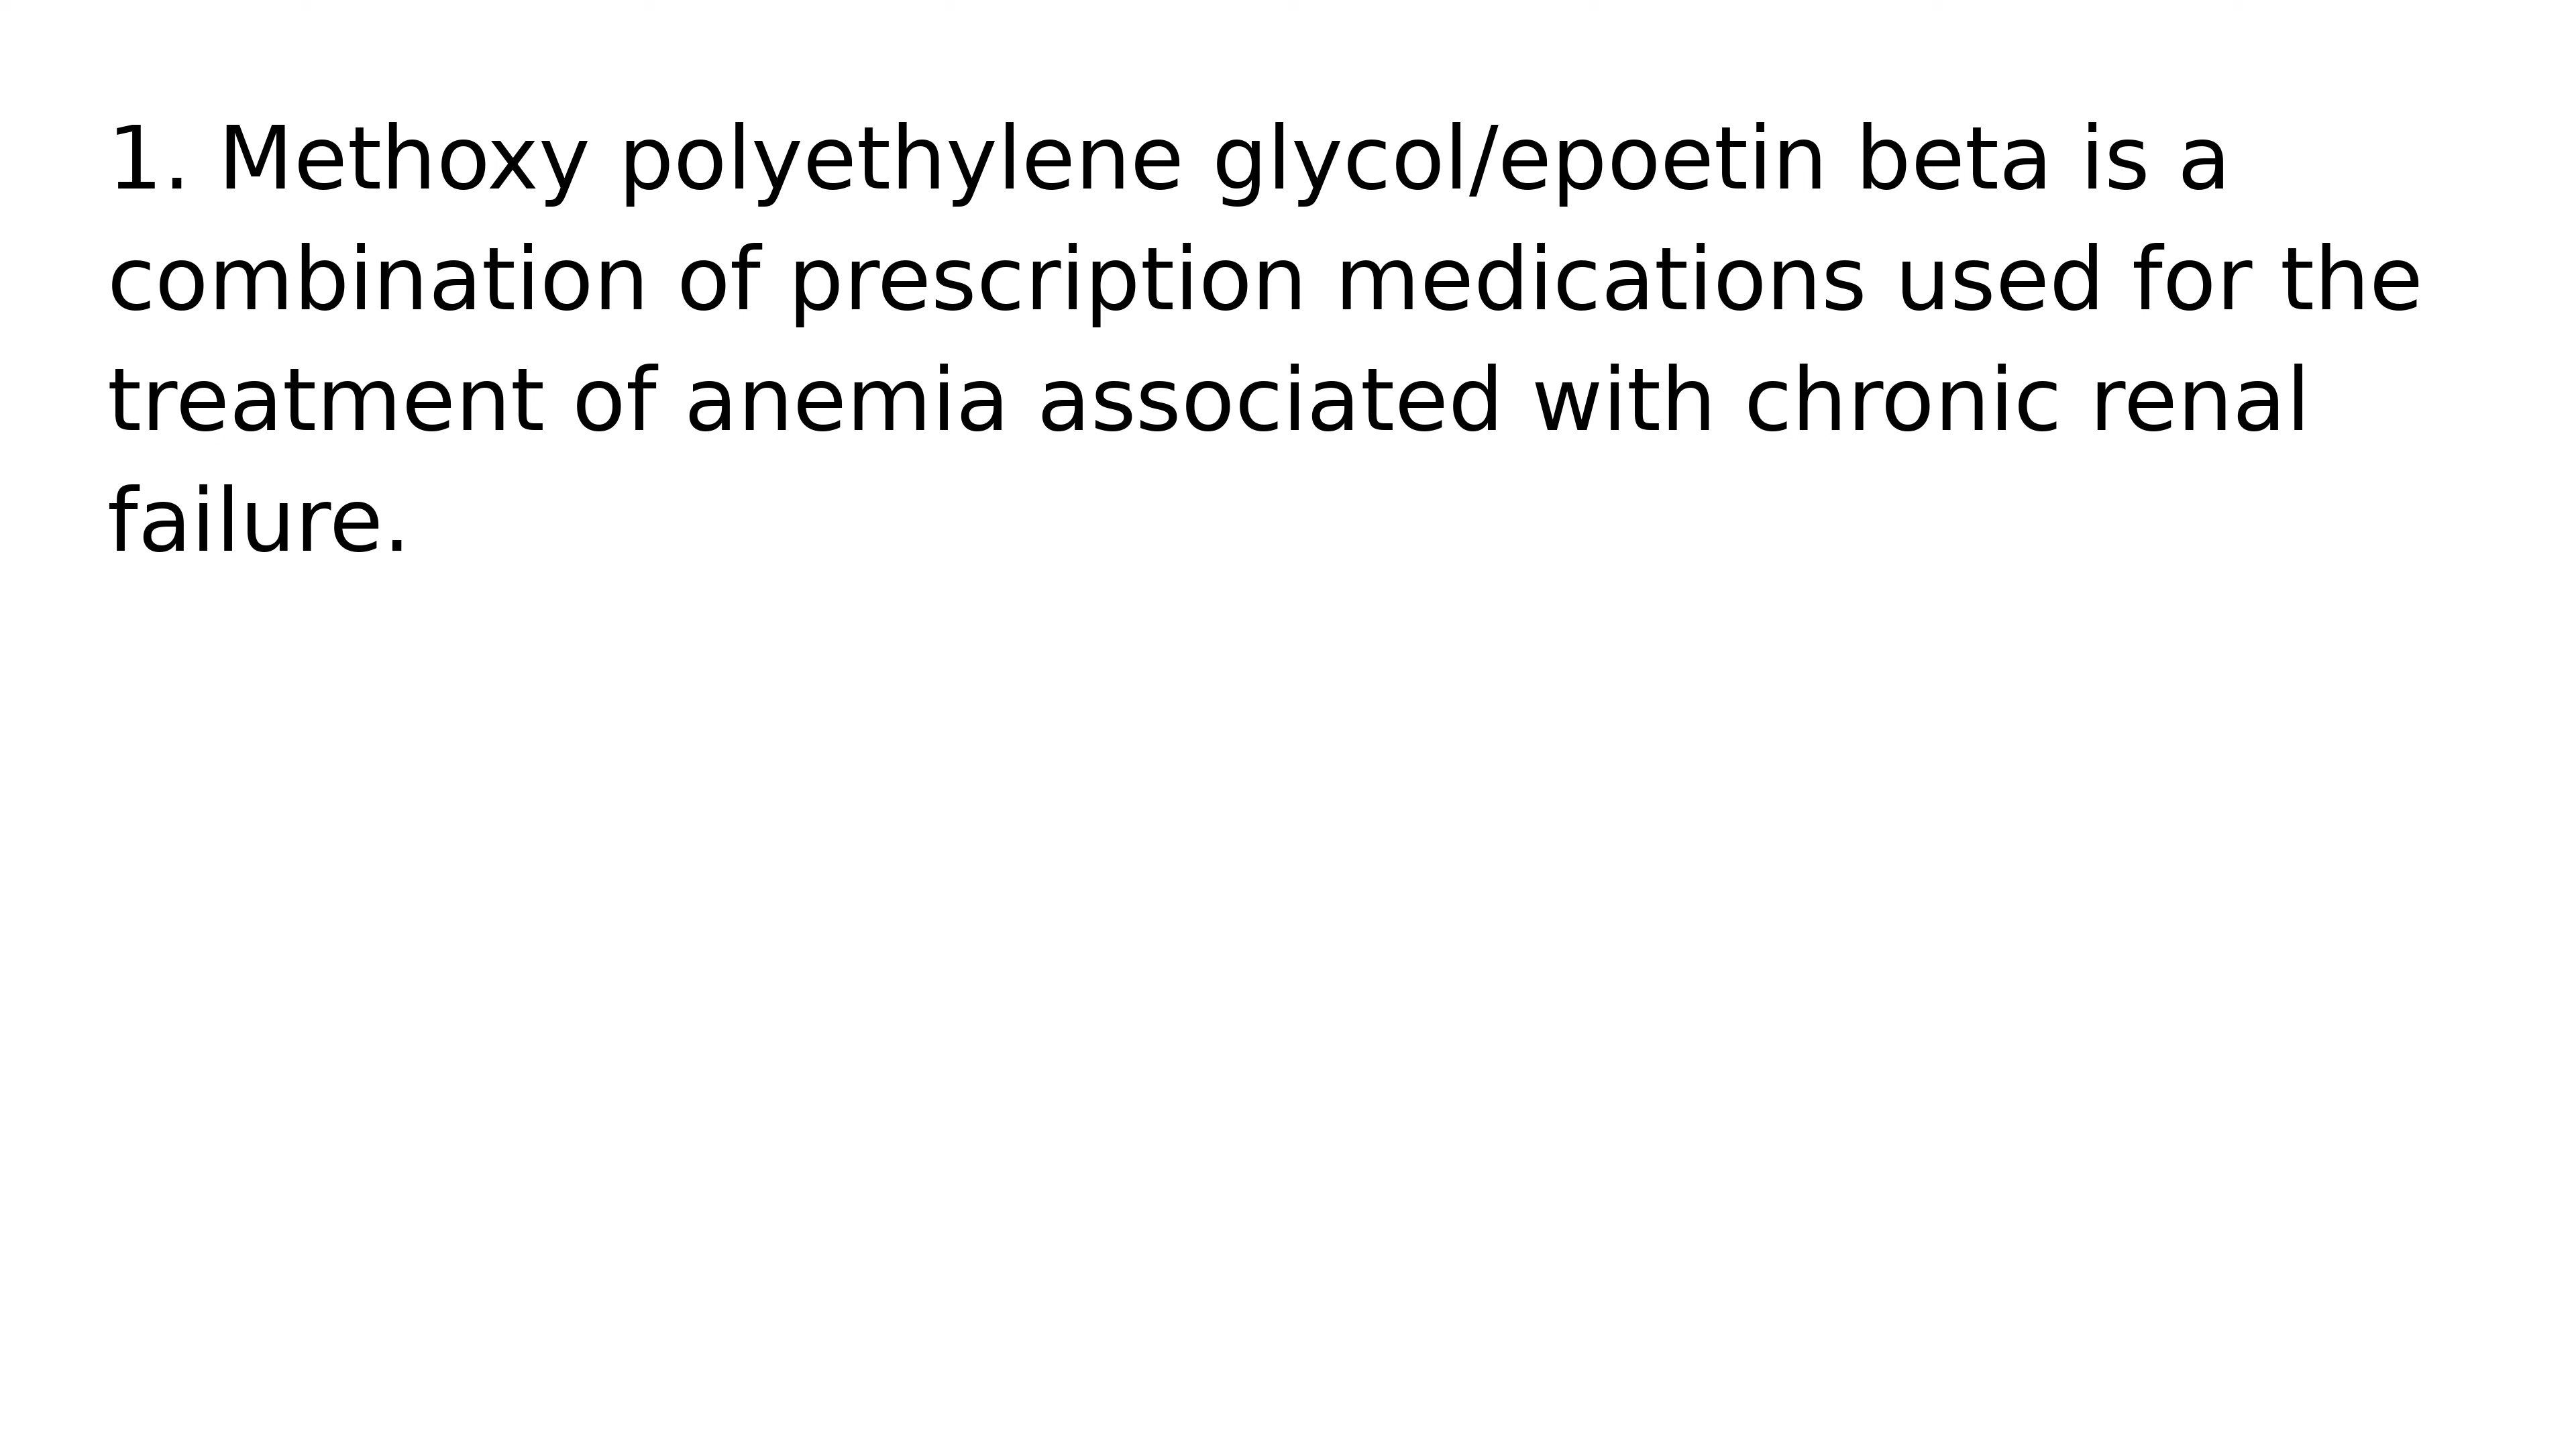 1. Methoxy polyethylene glycol/epoetin beta is a
combination of prescription medications used for the
treatment of anemia associated with chronic renal
failure.